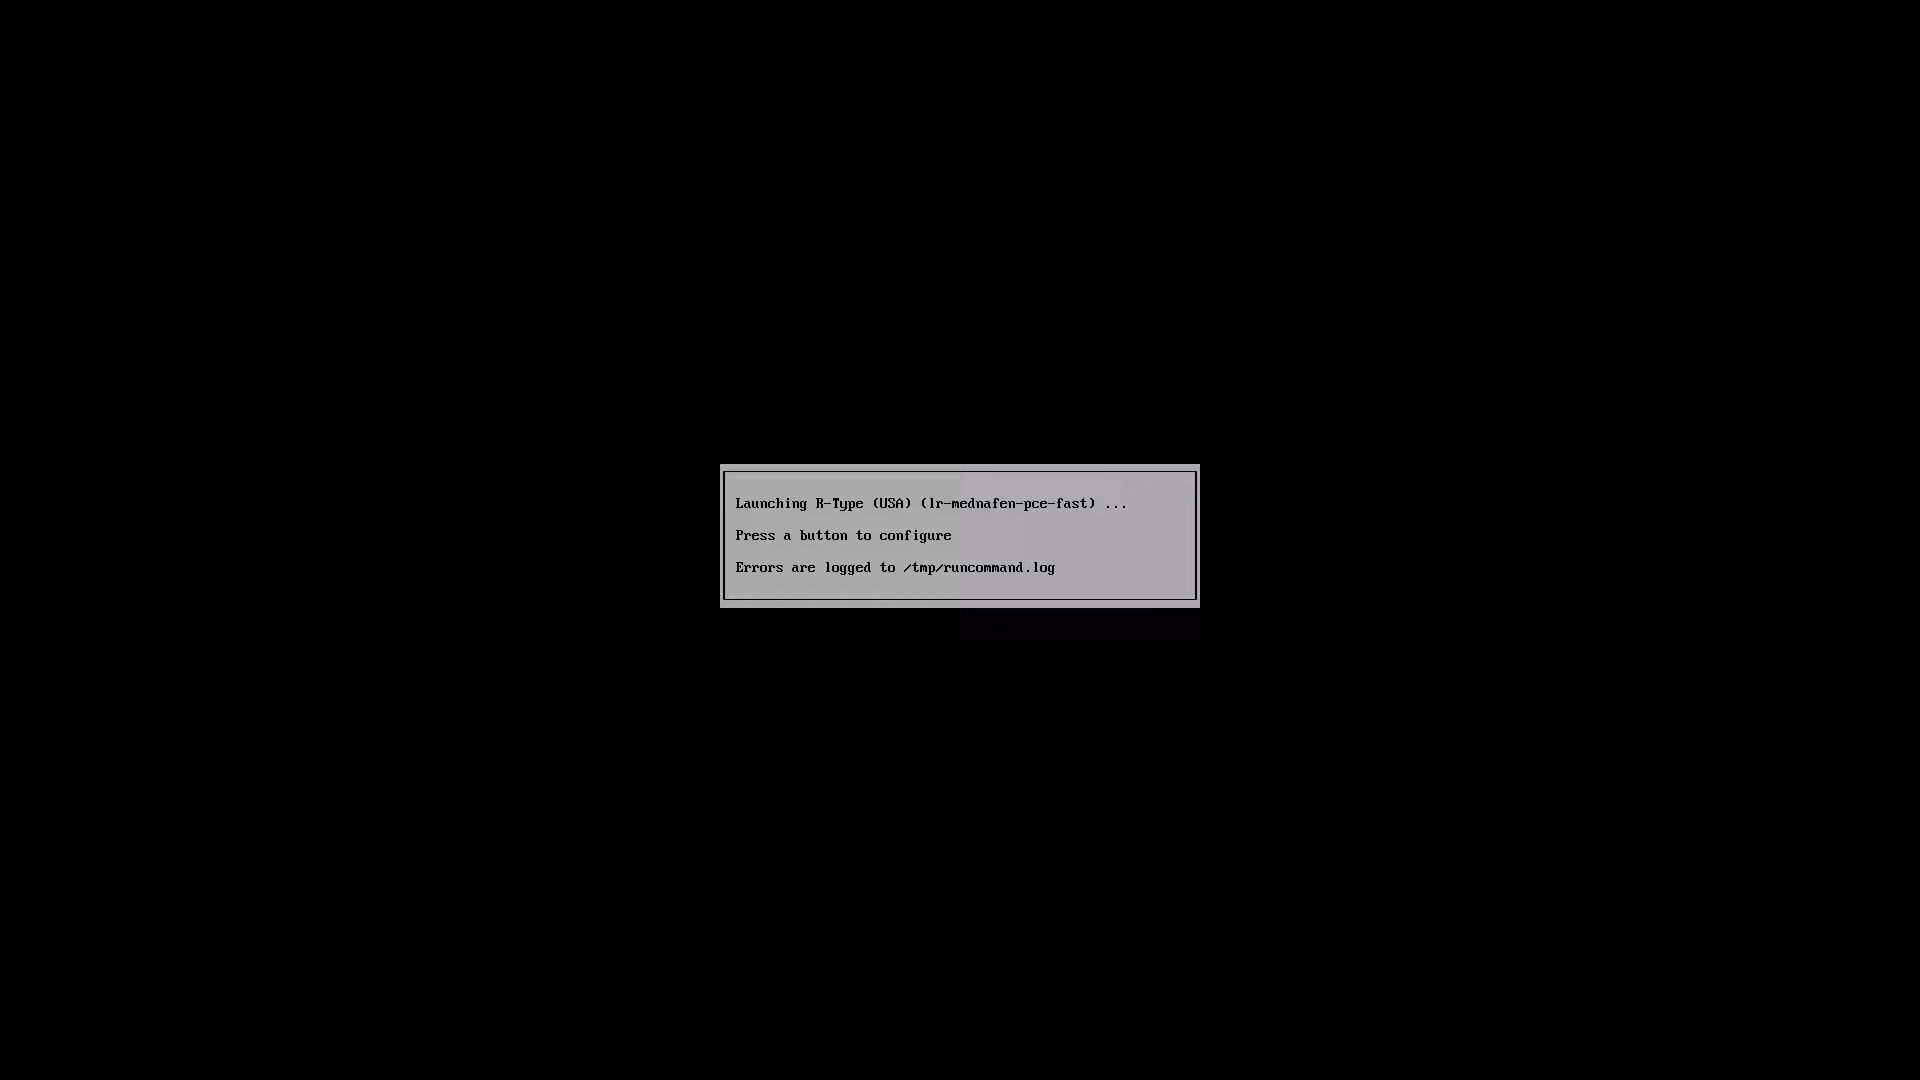 Launching R-Type (USA) (lr-mednafen-pce-fast) ...
Press a button to configure
Errors are logged to /tmp/runcommand.log